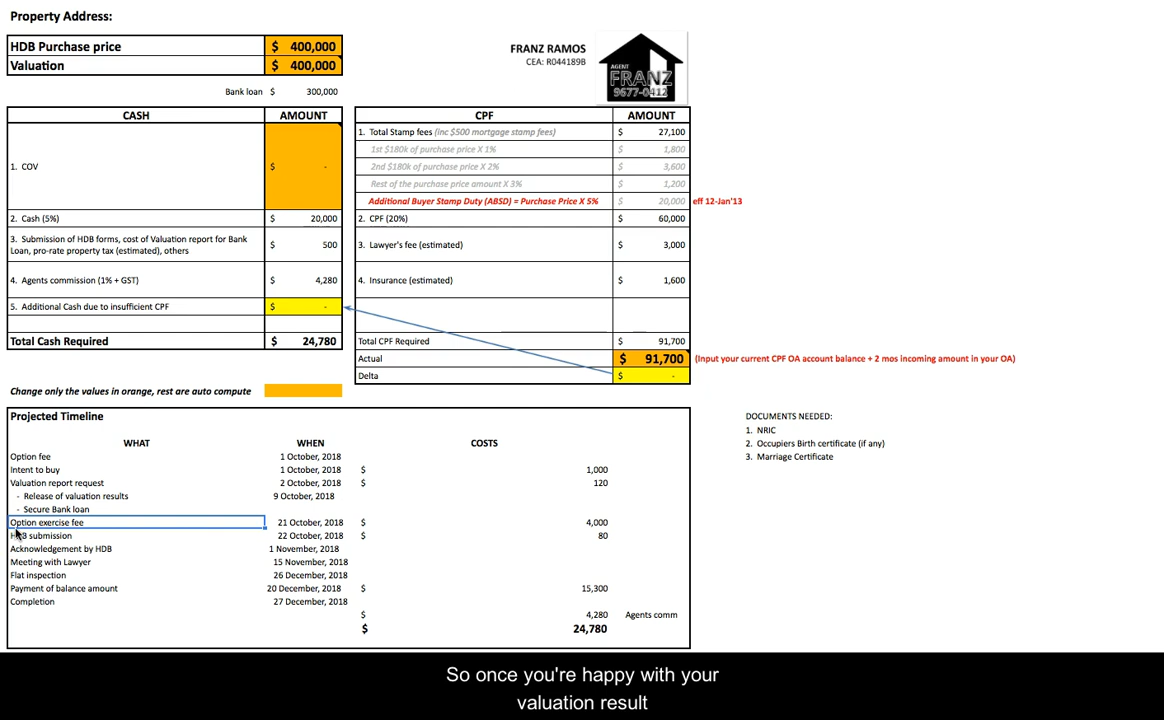 Property Address:
HDB Purchase price $ 400,000
Valuation $ 400,000
Bank loan $ 300,000
FRANZ RAMOS
CEA: R044189B
AGENT
FRANZ
9677-0412
CASH AMOUNT
1. COV $ -
2. Cash (5%) $ 20,000
3. Submission of HDB forms, cost of Valuation report for Bank
Loan, pro-rate property tax (estimated), others $ 500
4. Agents commission (1% + GST) $ 4,280
5. Additional Cash due to insufficient CPF $ -
Total Cash Required $ 24,780
CPF AMOUNT
1. Total Stamp fees (inc $500 mortgage stamp fees) $ 27,100
1st $180k of purchase price X 1% $ 1,800
2nd $180k of purchase price X 2% $ 3,600
Rest of the purchase price amount X 3% $ 1,200
Additional Buyer Stamp Duty (ABSD) = Purchase Price X 5% $ 20,000 eff 12-Jan'13
2. CPF (20%) $ 60,000
3. Lawyer's fee (estimated) $ 3,000
4. Insurance (estimated) $ 1,600
Total CPF Required $ 91,700
Actual $ 91,700 (Input your current CPF OA account balance + 2 mos incoming amount in your OA)
Delta $ -
Change only the values in orange, rest are auto compute
Projected Timeline
WHAT WHEN COSTS
Option fee 1 October, 2018
Intent to buy 1 October, 2018 $ 1,000
Valuation report request 2 October, 2018 $ 120
- Release of valuation results 9 October, 2018
- Secure Bank loan
Option exercise fee 21 October, 2018 $ 4,000
HDB submission 22 October, 2018 $ 80
Acknowledgement by HDB 1 November, 2018
Meeting with Lawyer 15 November, 2018
Flat inspection 26 December, 2018
Payment of balance amount 20 December, 2018 $ 15,300
Completion 27 December, 2018
$ 4,280 Agents comm
$ 24,780
DOCUMENTS NEEDED:
1. NRIC
2. Occupiers Birth certificate (if any)
3. Marriage Certificate
So once you're happy with your
valuation result